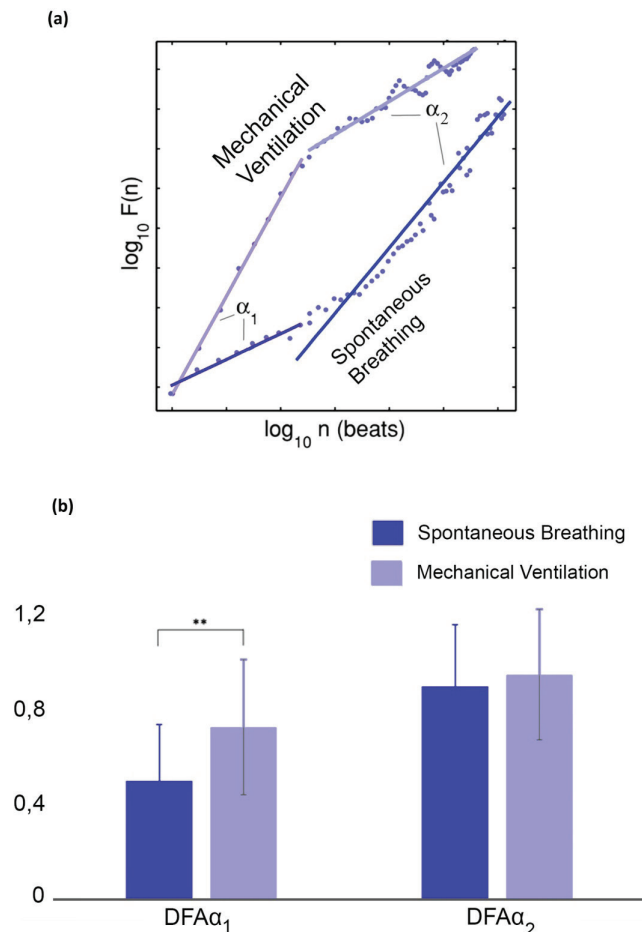 (a)
Mechanical
Ventilation
α2
log10 F(n)
α1
Spontaneous
Breathing
log10 n (beats)
(b)
Spontaneous Breathing
Mechanical Ventilation
1,2
**
0,8
0,4
0
DFAα1
DFAα2